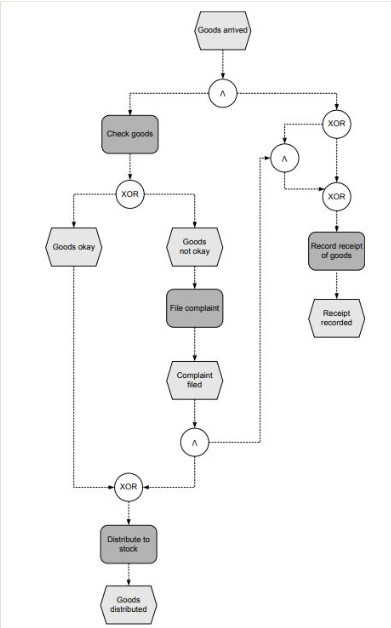 Goods arrived
Λ
Check goods
XOR
Λ
XOR
XOR
Goods okay
Goods
not okay
Record receipt
of goods
File complaint
Receipt
recorded
Complaint
filed
Λ
XOR
Distribute to
stock
Goods
distributed